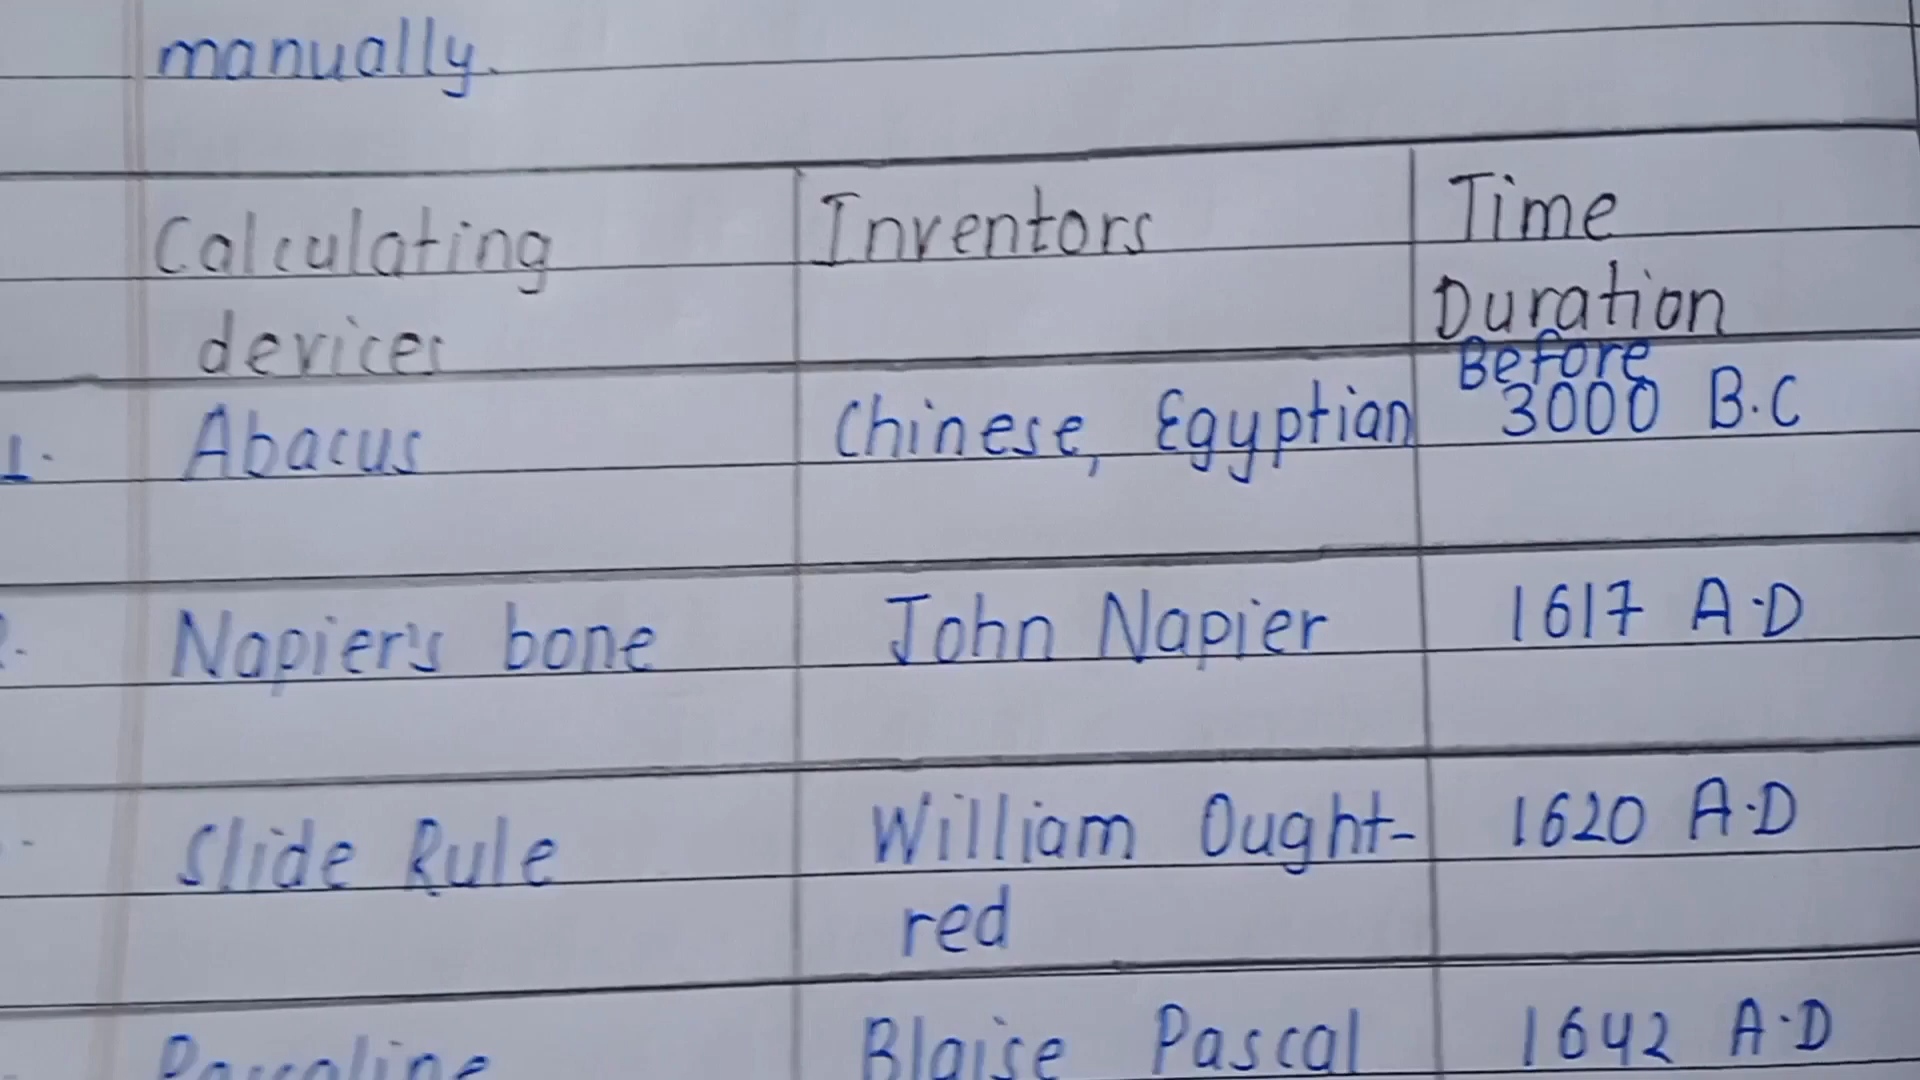 manually.
Calculating Inventors Time
devices Duration
Before
1. Abacus Chinese, Egyptian 3000 B.C
Napier's bone John Napier 1617 A.D
Slide Rule William Ought- 1620 A.D
red
Pascaline Blaise Pascal 1642 A.D